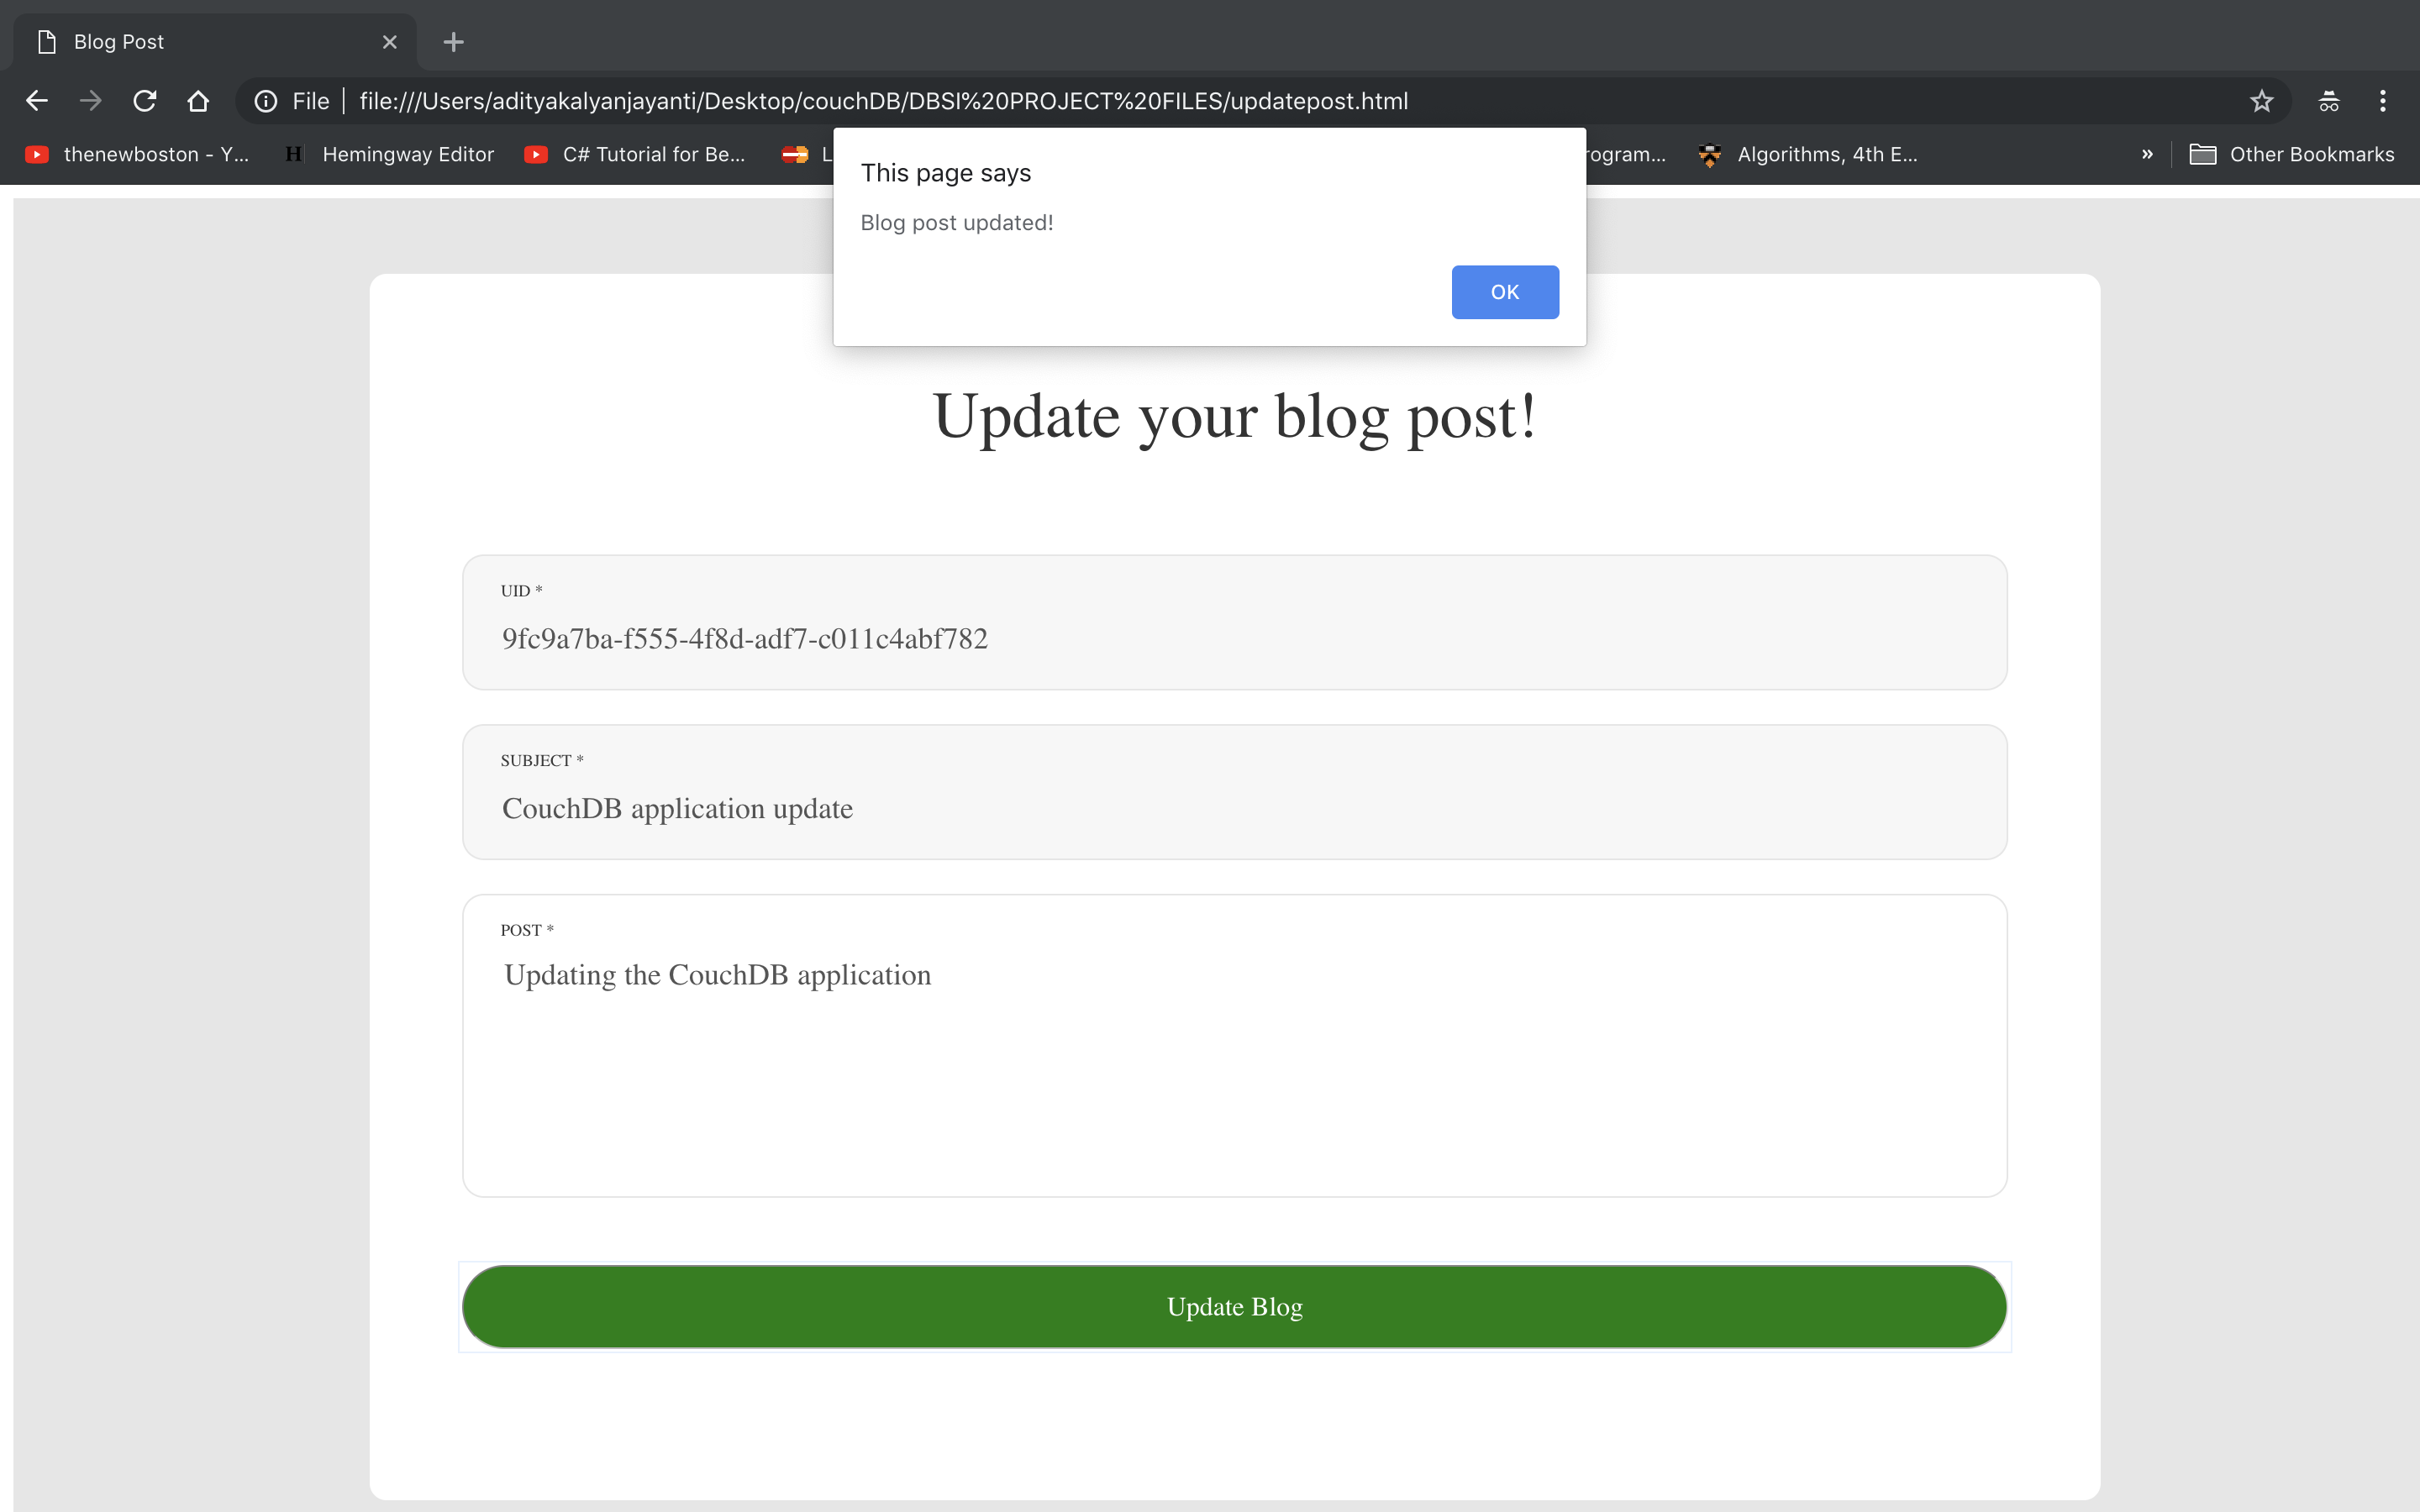 Blog Post
File file:///Users/adityakalyanjayanti/Desktop/couchDB/DBSI%20PROJECT%20FILES/updatepost.html
thenewboston - Y... H Hemingway Editor C# Tutorial for Be... L rogram... Algorithms, 4th E... » Other Bookmarks
This page says
Blog post updated!
OK
Update your blog post!
UID *
9fc9a7ba-f555-4f8d-adf7-c011c4abf782
SUBJECT *
CouchDB application update
POST *
Updating the CouchDB application
Update Blog